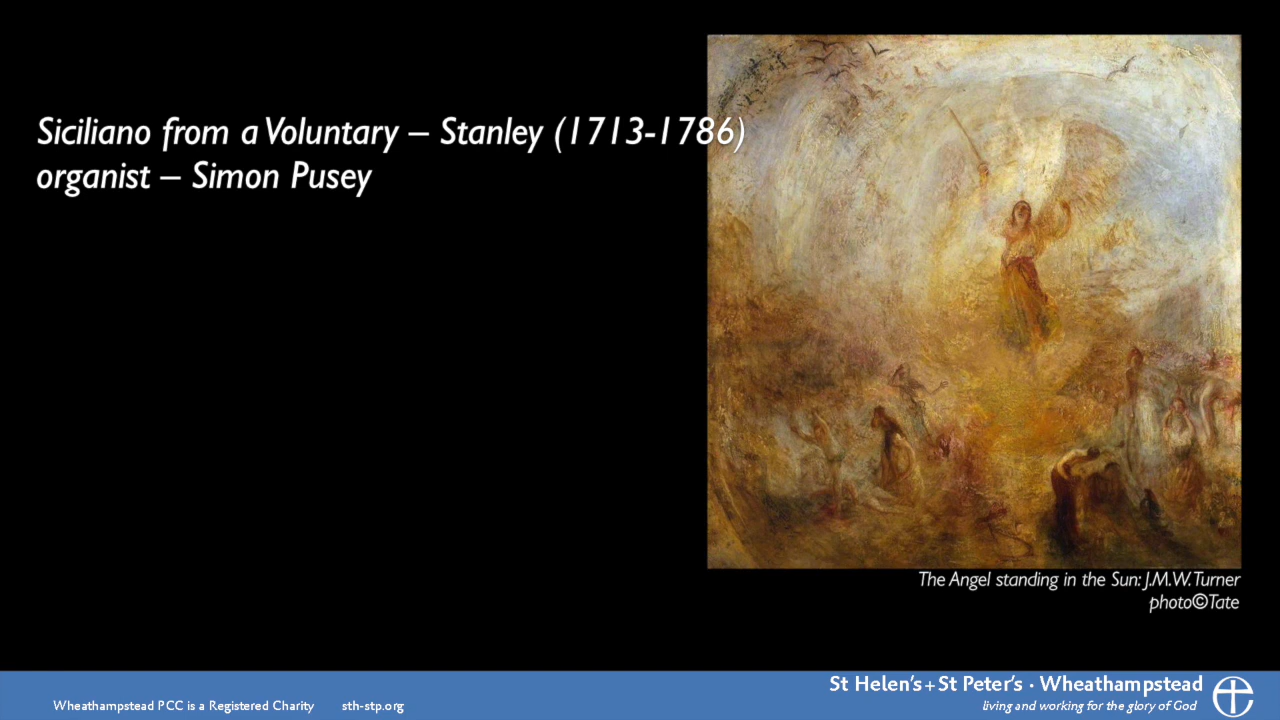 Siciliano from a Voluntary – Stanley (1713-1786)
organist – Simon Pusey
The Angel standing in the Sun: J.M.W. Turner
photo©Tate
St Helen's + St Peter's · Wheathampstead
living and working for the glory of God
Wheathampstead PCC is a Registered Charity sth-stp.org